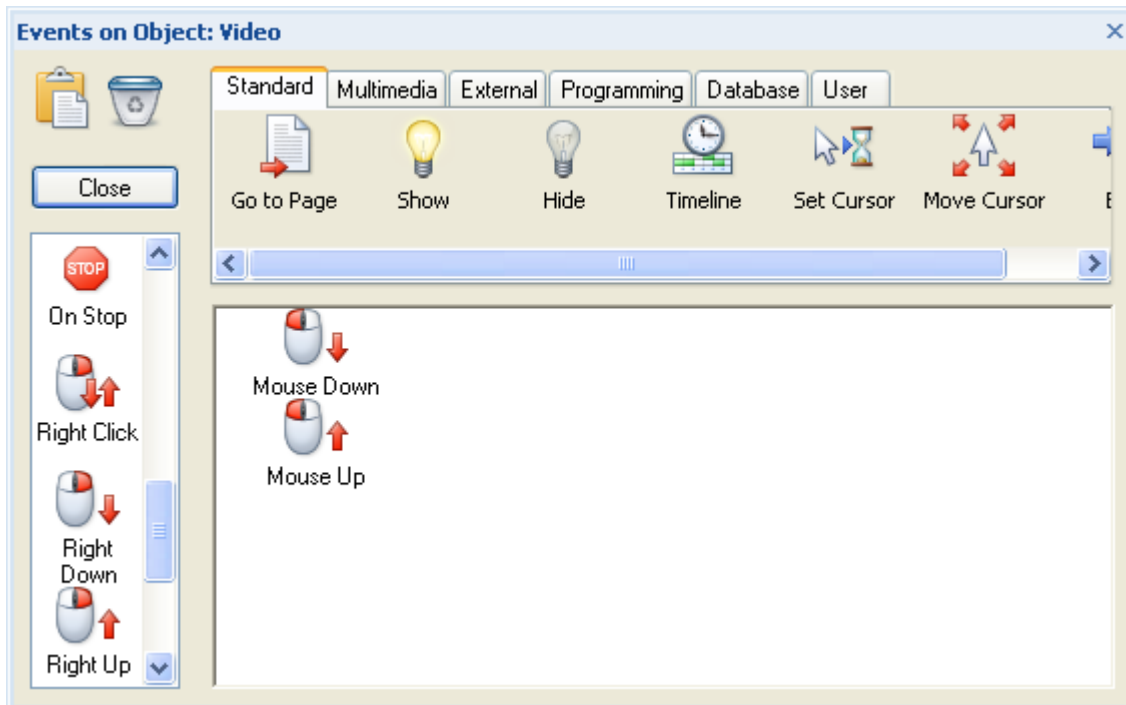 Events on Object: Video
Close
Standard
Multimedia
External
Programming
Database
User
Go to Page
Show
Hide
Timeline
Set Cursor
Move Cursor
STOP
On Stop
Right Click
Right
Down
Right Up
Mouse Down
Mouse Up